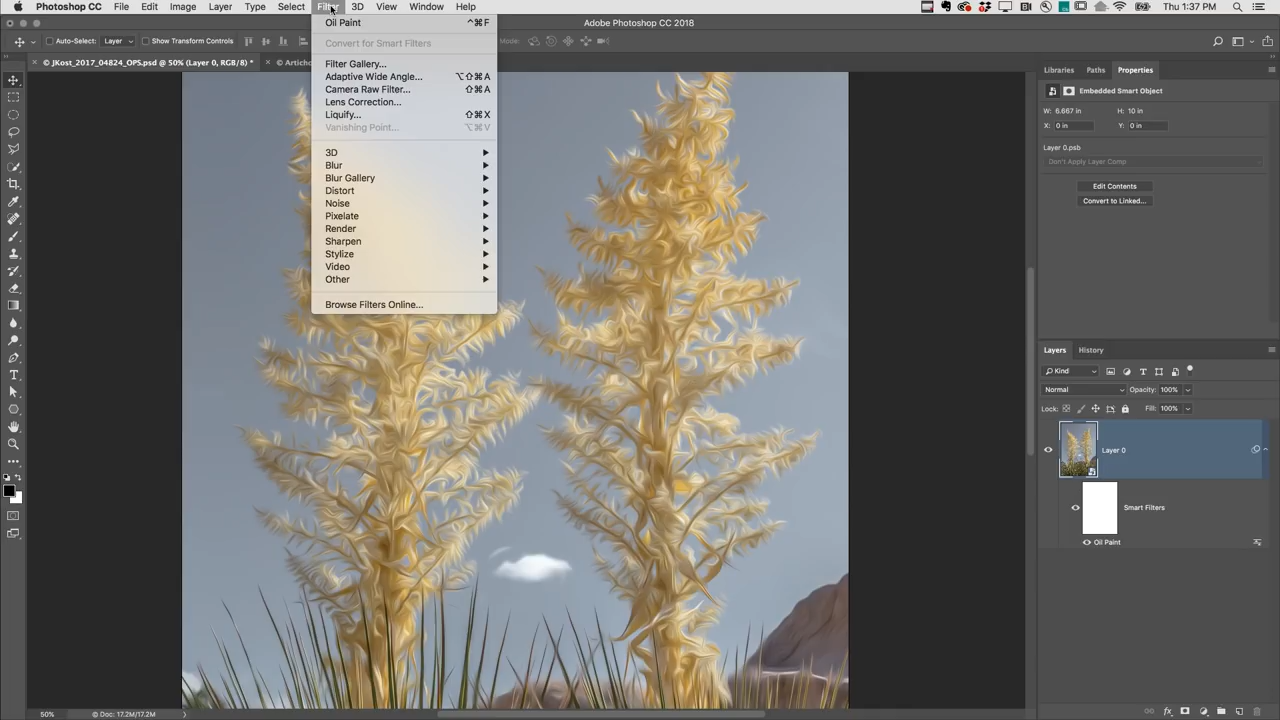 Photoshop CC File Edit Image Layer Type Select Filter 3D View Window Help Thu 1:37 PM
Adobe Photoshop CC 2018
Auto-Select: Layer Show Transform Controls 3D Mode:
© JKost_2017_04824_OPS.psd @ 50% (Layer 0, RGB/8) *
© Articho
Oil Paint ^⌘F
Convert for Smart Filters
Filter Gallery...
Adaptive Wide Angle... ⌥⇧⌘A
Camera Raw Filter... ⇧⌘A
Lens Correction...
Liquify... ⇧⌘X
Vanishing Point... ⌥⌘V
3D
Blur
Blur Gallery
Distort
Noise
Pixelate
Render
Sharpen
Stylize
Video
Other
Browse Filters Online...
Libraries Paths Properties
Embedded Smart Object
W: 6.667 in H: 10 in
X: 0 in Y: 0 in
Layer 0.psb
Don't Apply Layer Comp
Edit Contents
Convert to Linked...
Layers History
Kind
Normal Opacity: 100%
Lock: Fill: 100%
Layer 0
Smart Filters
Oil Paint
50% Doc: 17.2M/17.2M